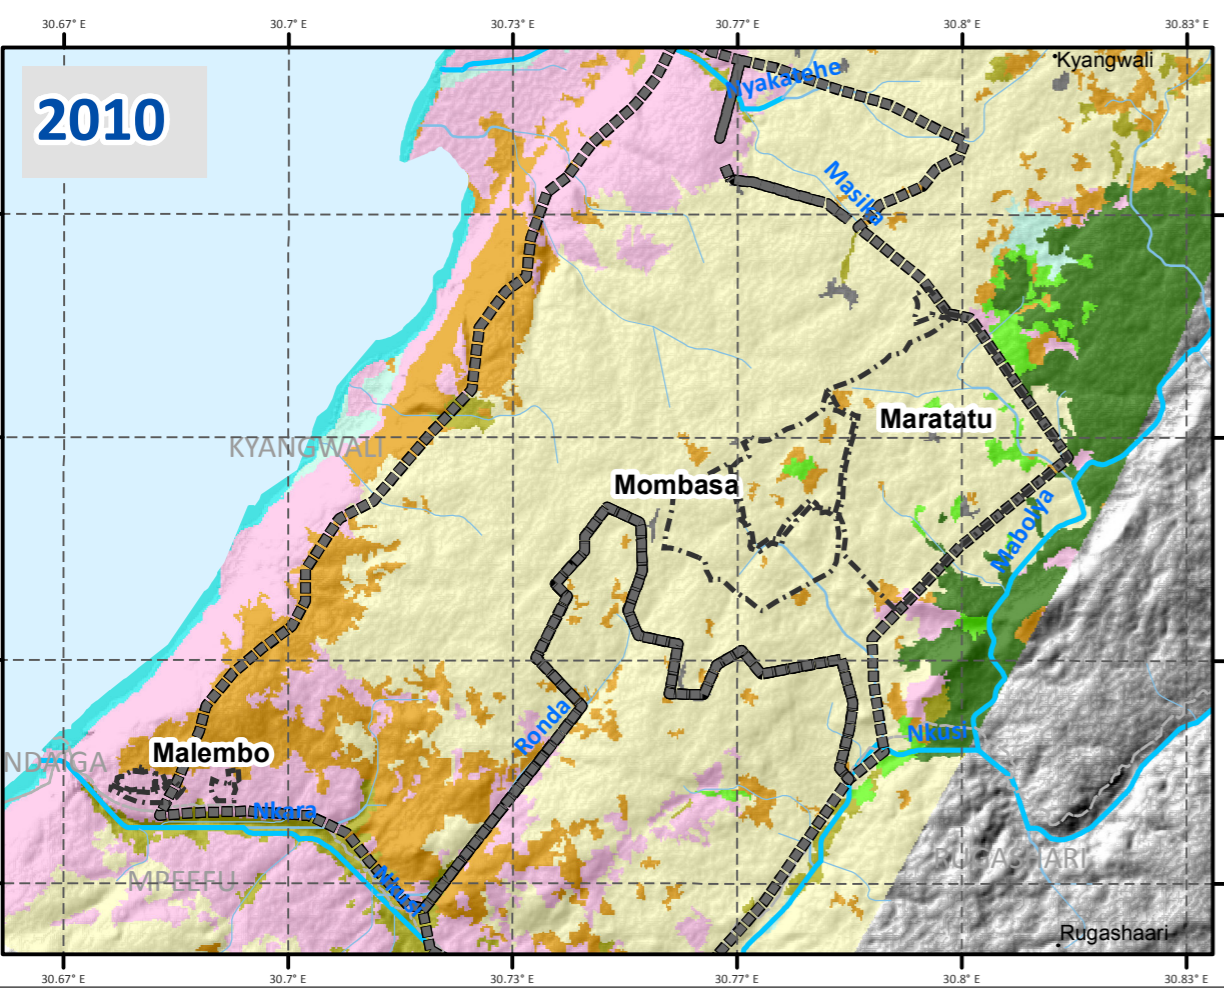 30.67° E 30.7° E 30.73° E 30.77° E 30.8° E 30.83° E
2010
Kyangwali
Nyakatehe
Masika
KYANGWALI
Maratatu
Mombasa
Mabolya
Ronda
Nkusi
Malembo
NDAIGA
Nkara
RUGASHARI
MPEEFU
Nkusi
Rugashaari
30.67° E 30.7° E 30.73° E 30.77° E 30.8° E 30.83° E